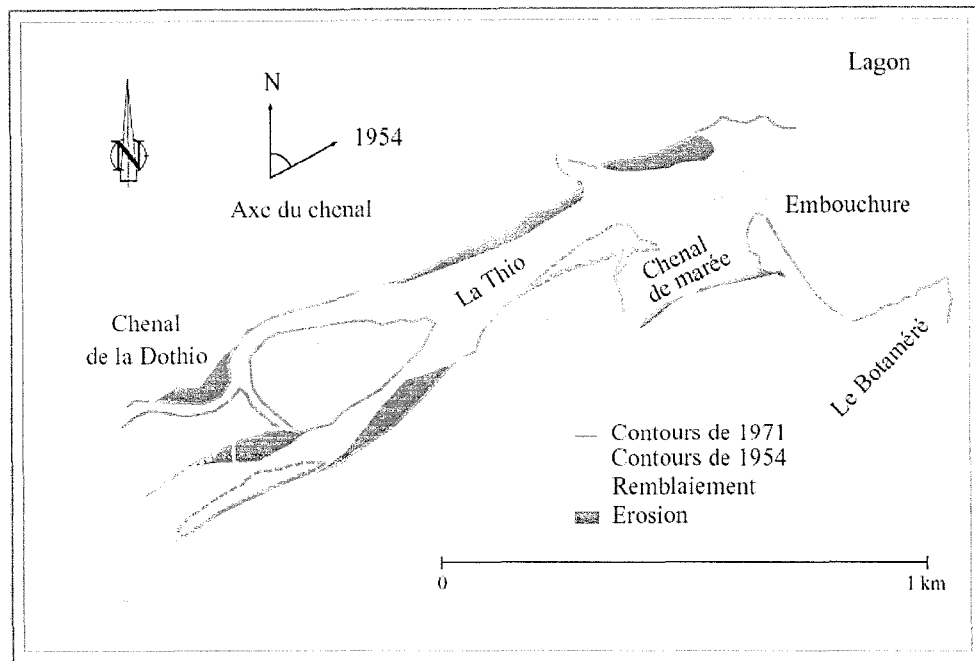 Lagon
N
N
1954
Axe du chenal
Embouchure
La Thio
Chenal
de marée
Chenal
de la Dothio
Le Botaméré
Contours de 1971
Contours de 1954
Remblaiement
Erosion
0
1 km